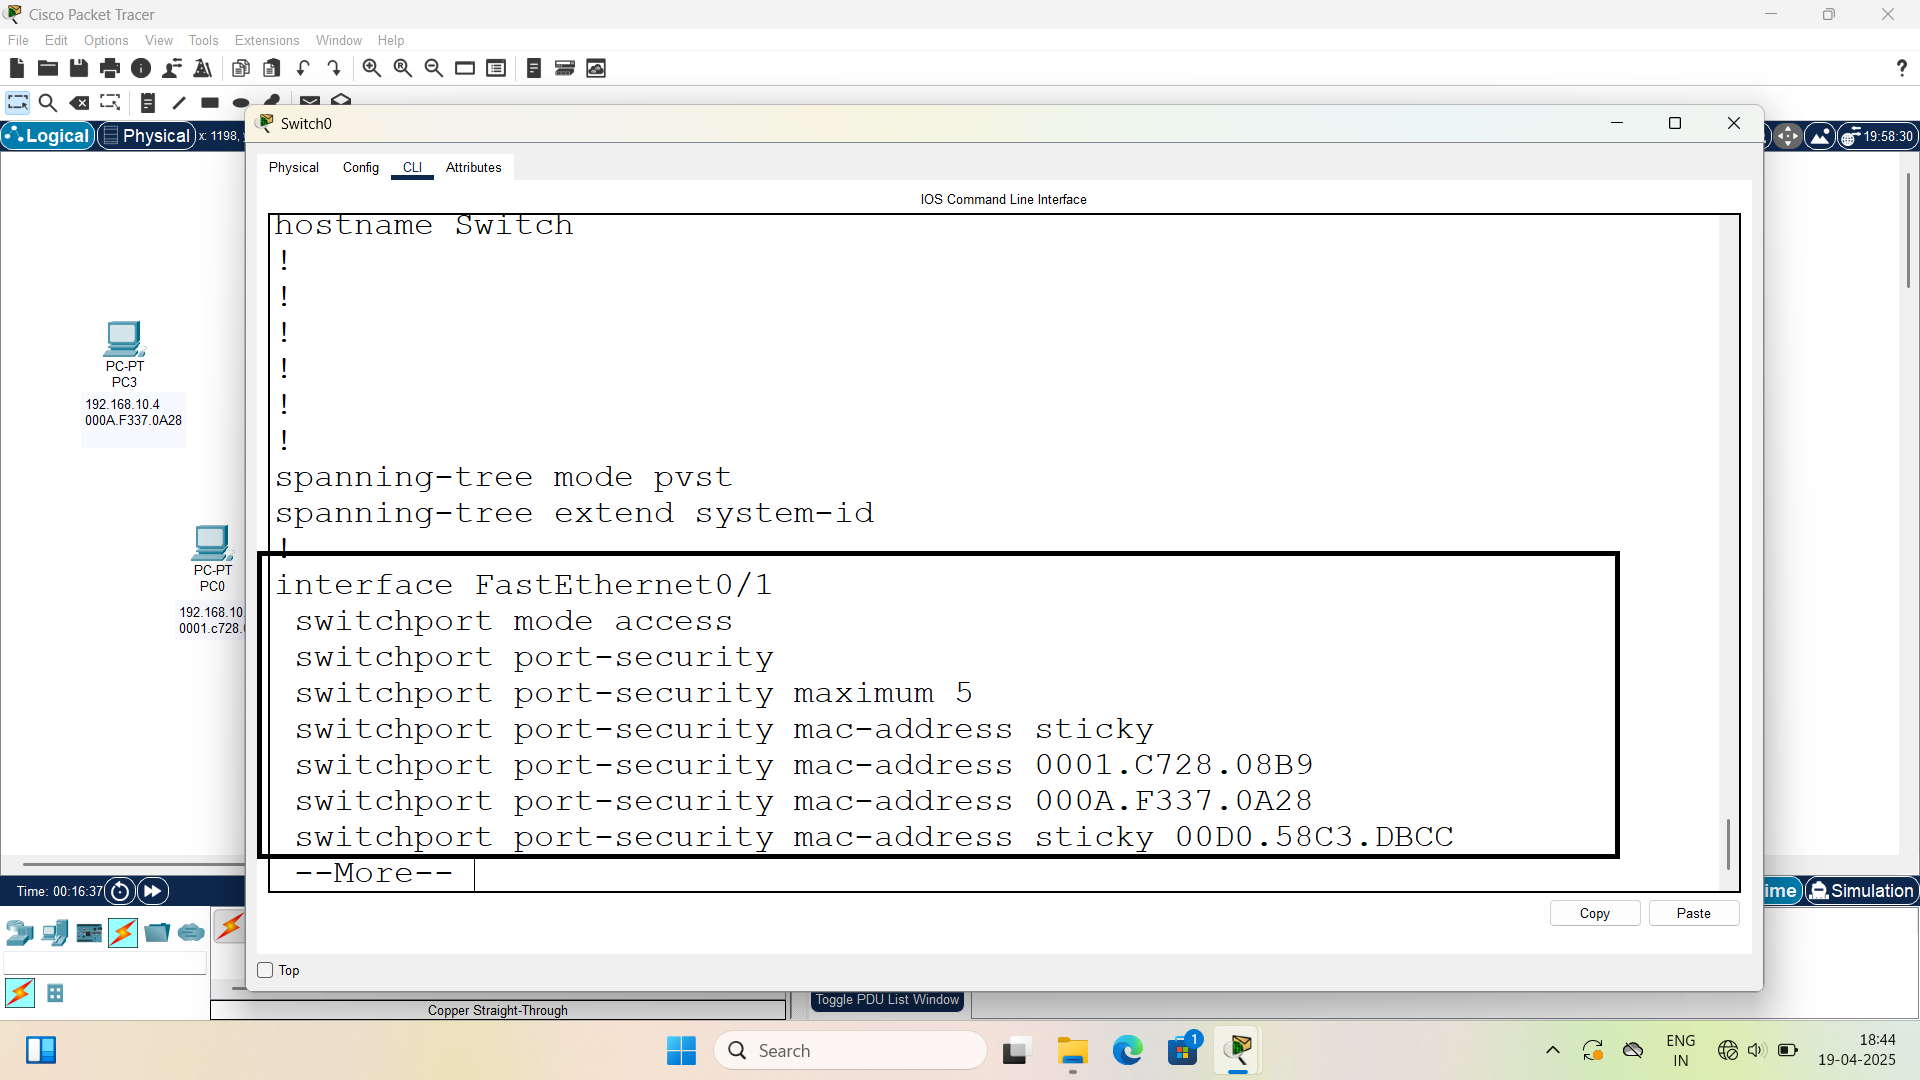 Cisco Packet Tracer
File Edit Options View Tools Extensions Window Help
?
Logical Physical x: 1198,
19:58:30
Switch0
Physical Config CLI Attributes
IOS Command Line Interface
hostname Switch
!
!
!
!
!
!
spanning-tree mode pvst
spanning-tree extend system-id
!
interface FastEthernet0/1
switchport mode access
switchport port-security
switchport port-security maximum 5
switchport port-security mac-address sticky
switchport port-security mac-address 0001.C728.08B9
switchport port-security mac-address 000A.F337.0A28
switchport port-security mac-address sticky 00D0.58C3.DBCC
--More--
Copy Paste
Top
PC-PT
PC3
192.168.10.4
000A.F337.0A28
PC-PT
PC0
192.168.10
0001.c728.
Time: 00:16:37
ime Simulation
Copper Straight-Through
Toggle PDU List Window
Search
1
ENG
IN
18:44
19-04-2025